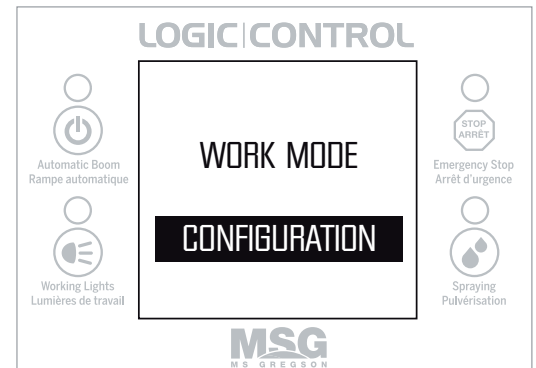 LOGIC|CONTROL
Automatic Boom
Rampe automatique
Working Lights
Lumières de travail
WORK MODE
CONFIGURATION
STOP
ARRÊT
Emergency Stop
Arrêt d'urgence
Spraying
Pulvérisation
MSG
MS GREGSON